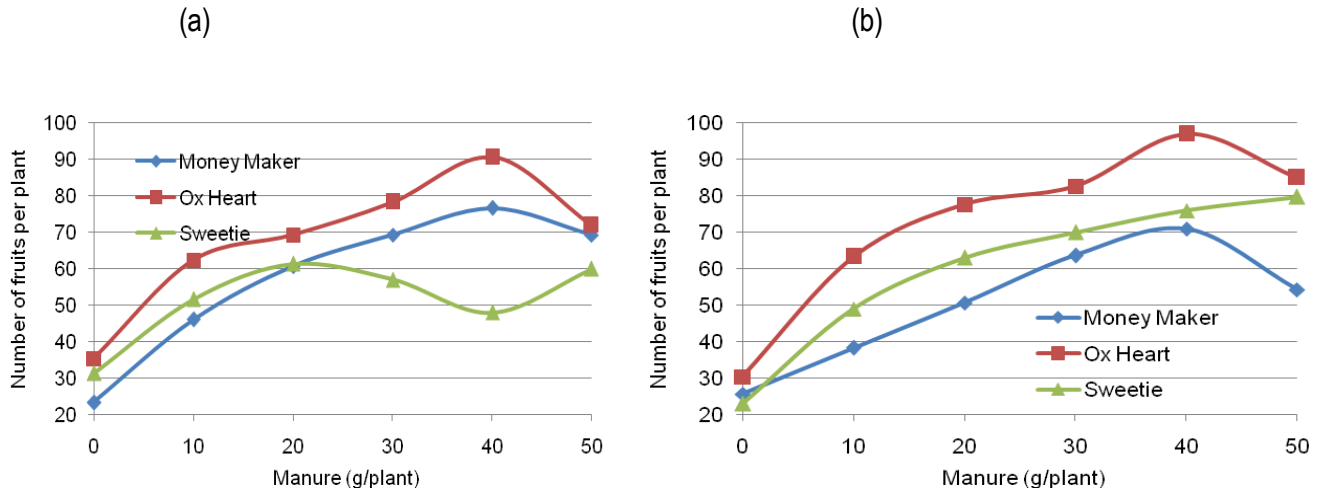 (a)
Number of fruits per plant
100
90
80
70
60
50
40
30
20
Money Maker
Ox Heart
Sweetie
0 10 20 30 40 50
Manure (g/plant)
(b)
Number of fruits per plant
100
90
80
70
60
50
40
30
20
Money Maker
Ox Heart
Sweetie
0 10 20 30 40 50
Manure (g/plant)